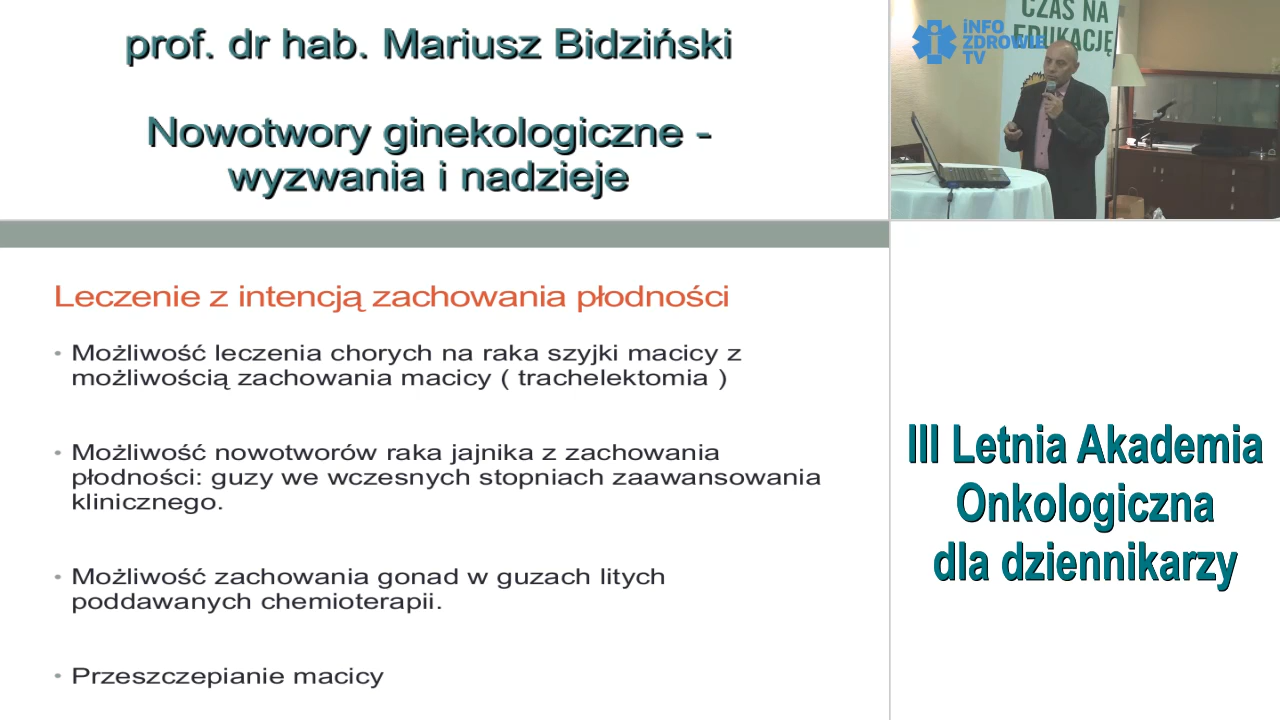 prof. dr hab. Mariusz Bidziński
Nowotwory ginekologiczne -
wyzwania i nadzieje
CZAS NA
EDUKACJĘ
iNFO
ZDROWIE
TV
Leczenie z intencją zachowania płodności
• Możliwość leczenia chorych na raka szyjki macicy z
możliwością zachowania macicy ( trachelektomia )
• Możliwość nowotworów raka jajnika z zachowania
płodności: guzy we wczesnych stopniach zaawansowania
klinicznego.
• Możliwość zachowania gonad w guzach litych
poddawanych chemioterapii.
• Przeszczepianie macicy
III Letnia Akademia
Onkologiczna
dla dziennikarzy